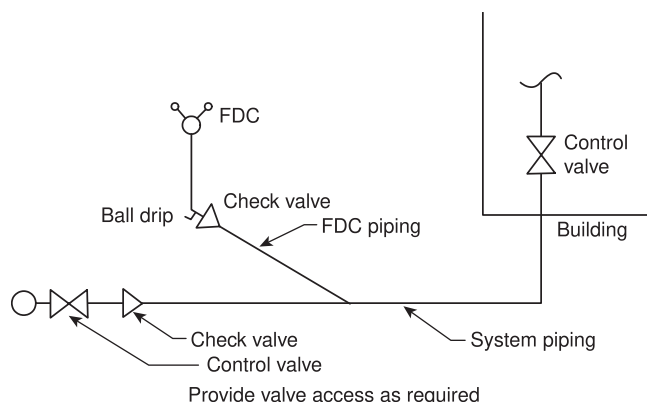 FDC
Control
valve
Check valve
Ball drip
FDC piping
Building
Check valve
System piping
Control valve
Provide valve access as required